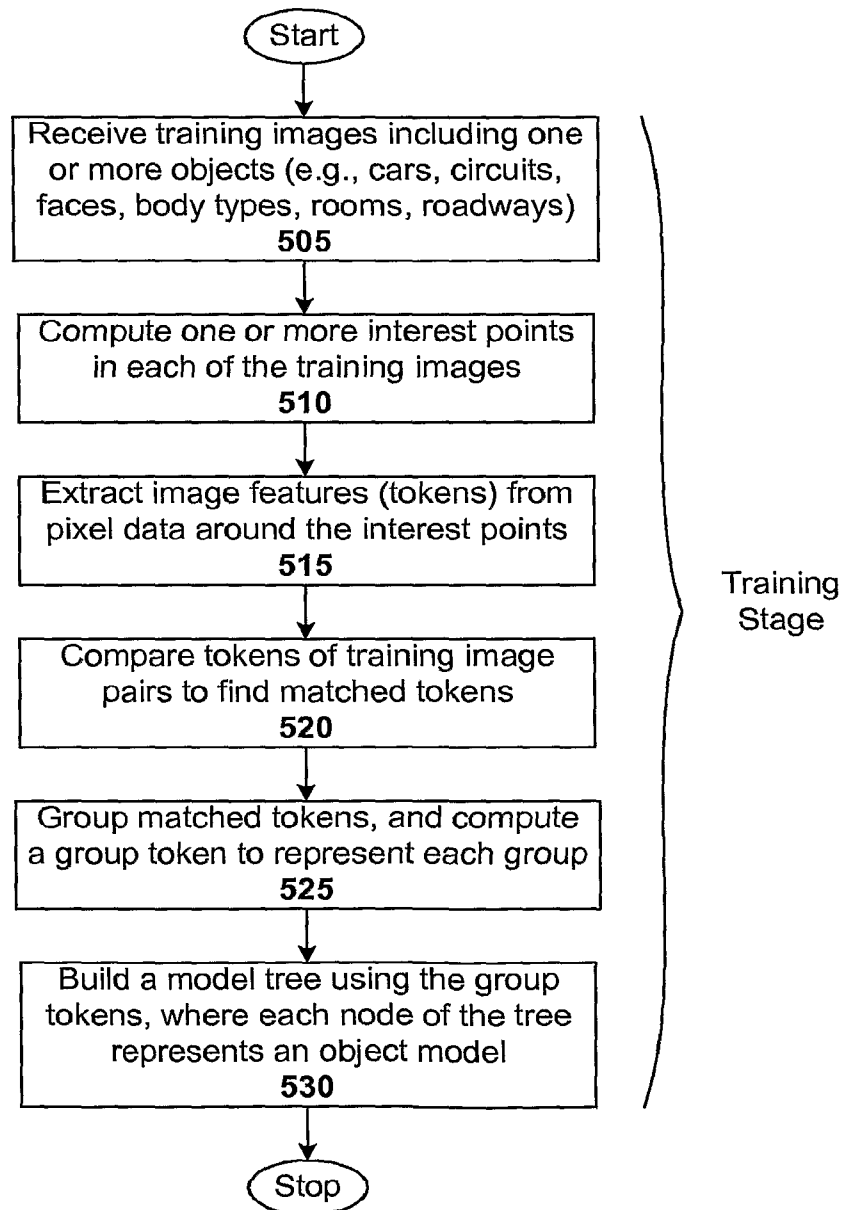 Start
Receive training images including one
or more objects (e.g., cars, circuits,
faces, body types, rooms, roadways)
505
Compute one or more interest points
in each of the training images
510
Extract image features (tokens) from
pixel data around the interest points
515
Compare tokens of training image
pairs to find matched tokens
520
Group matched tokens, and compute
a group token to represent each group
525
Build a model tree using the group
tokens, where each node of the tree
represents an object model
530
Stop
Training
Stage